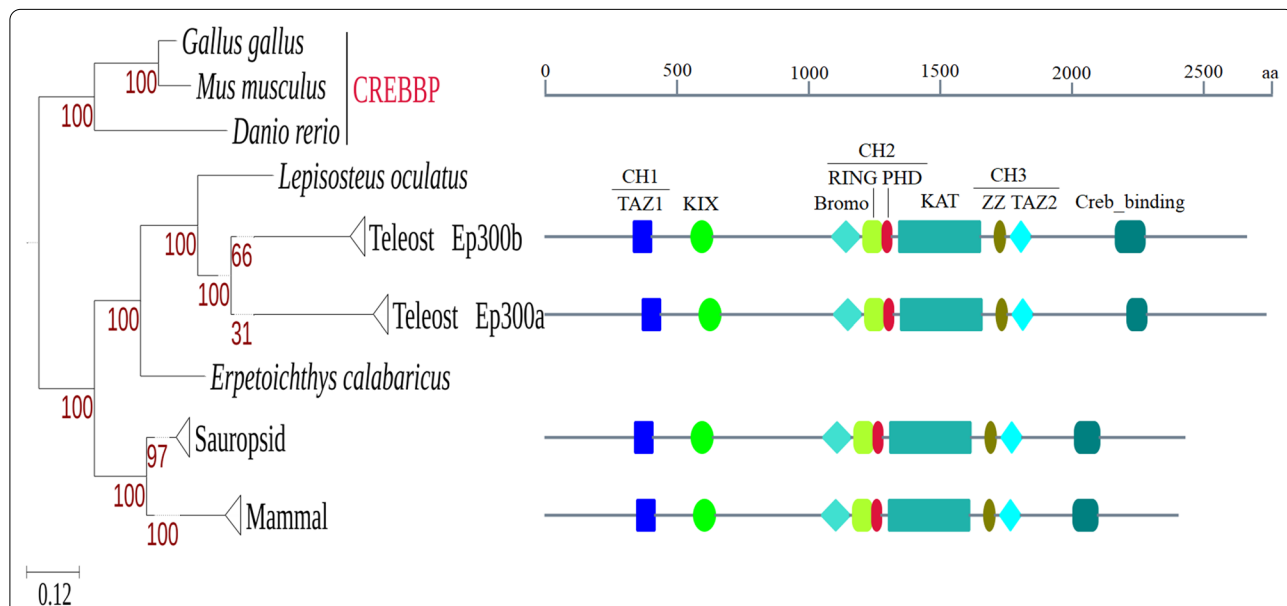 Gallus gallus
100
Mus musculus
CREBBP
100
Danio rerio
0 500 1000 1500 2000 2500 aa
Lepisosteus oculatus
CH1
TAZ1
KIX
CH2
RING PHD
Bromo
KAT
CH3
ZZ TAZ2
Creb_binding
100
Teleost Ep300b
66
100
Teleost Ep300a
31
100
Erpetoichthys calabaricus
100
Sauropsid
97
100
Mammal
100
0.12